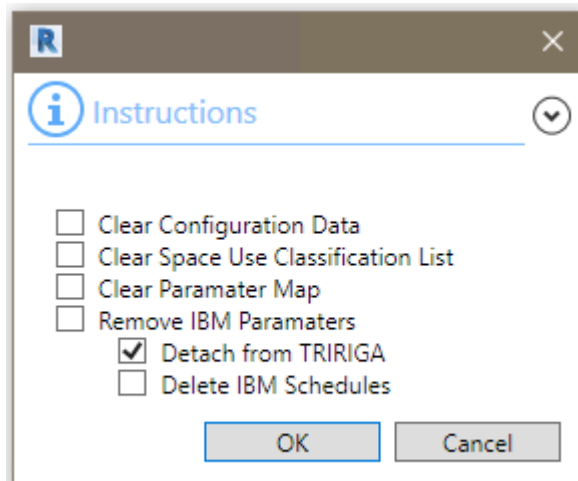 R
Instructions
Clear Configuration Data
Clear Space Use Classification List
Clear Paramater Map
Remove IBM Paramaters
Detach from TRIRIGA
Delete IBM Schedules
OK Cancel